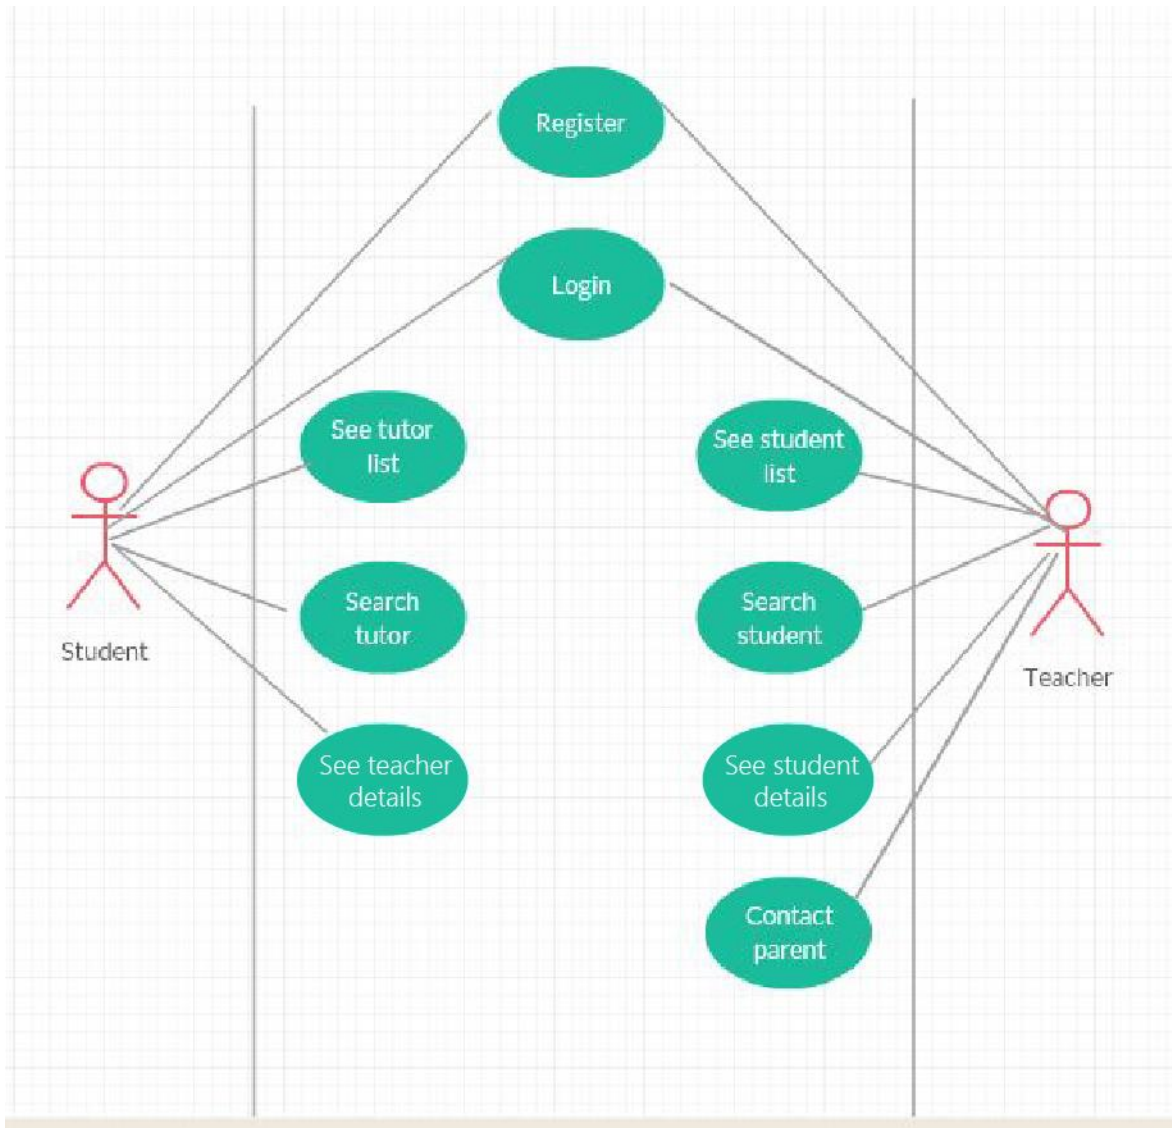 Register
Login
See tutor
list
See student
list
Search
tutor
Search
student
Student
Teacher
See teacher
details
See student
details
Contact
parent